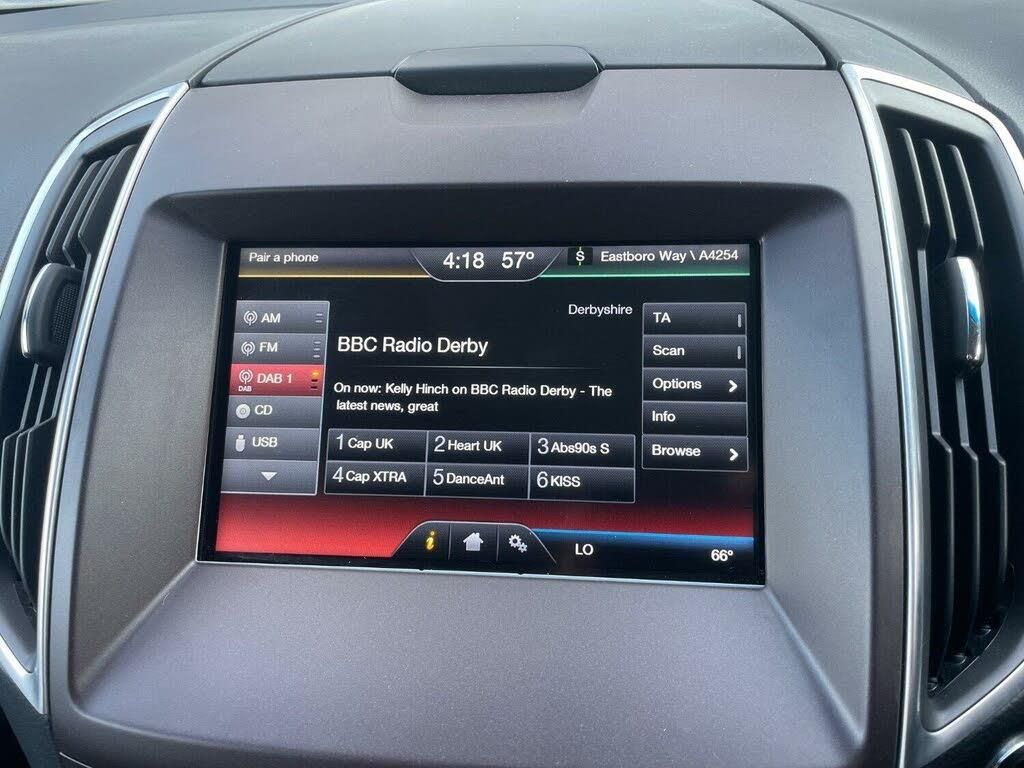 Pair a phone
4:18 57°
S
Eastboro Way \ A4254
AM
FM
DAB
DAB 1
CD
USB
Derbyshire
BBC Radio Derby
On now: Kelly Hinch on BBC Radio Derby - The
latest news, great
1 Cap UK
2 Heart UK
3 Abs90s S
4 Cap XTRA
5 DanceAnt
6 KISS
TA
Scan
Options
Info
Browse
i
LO
66°